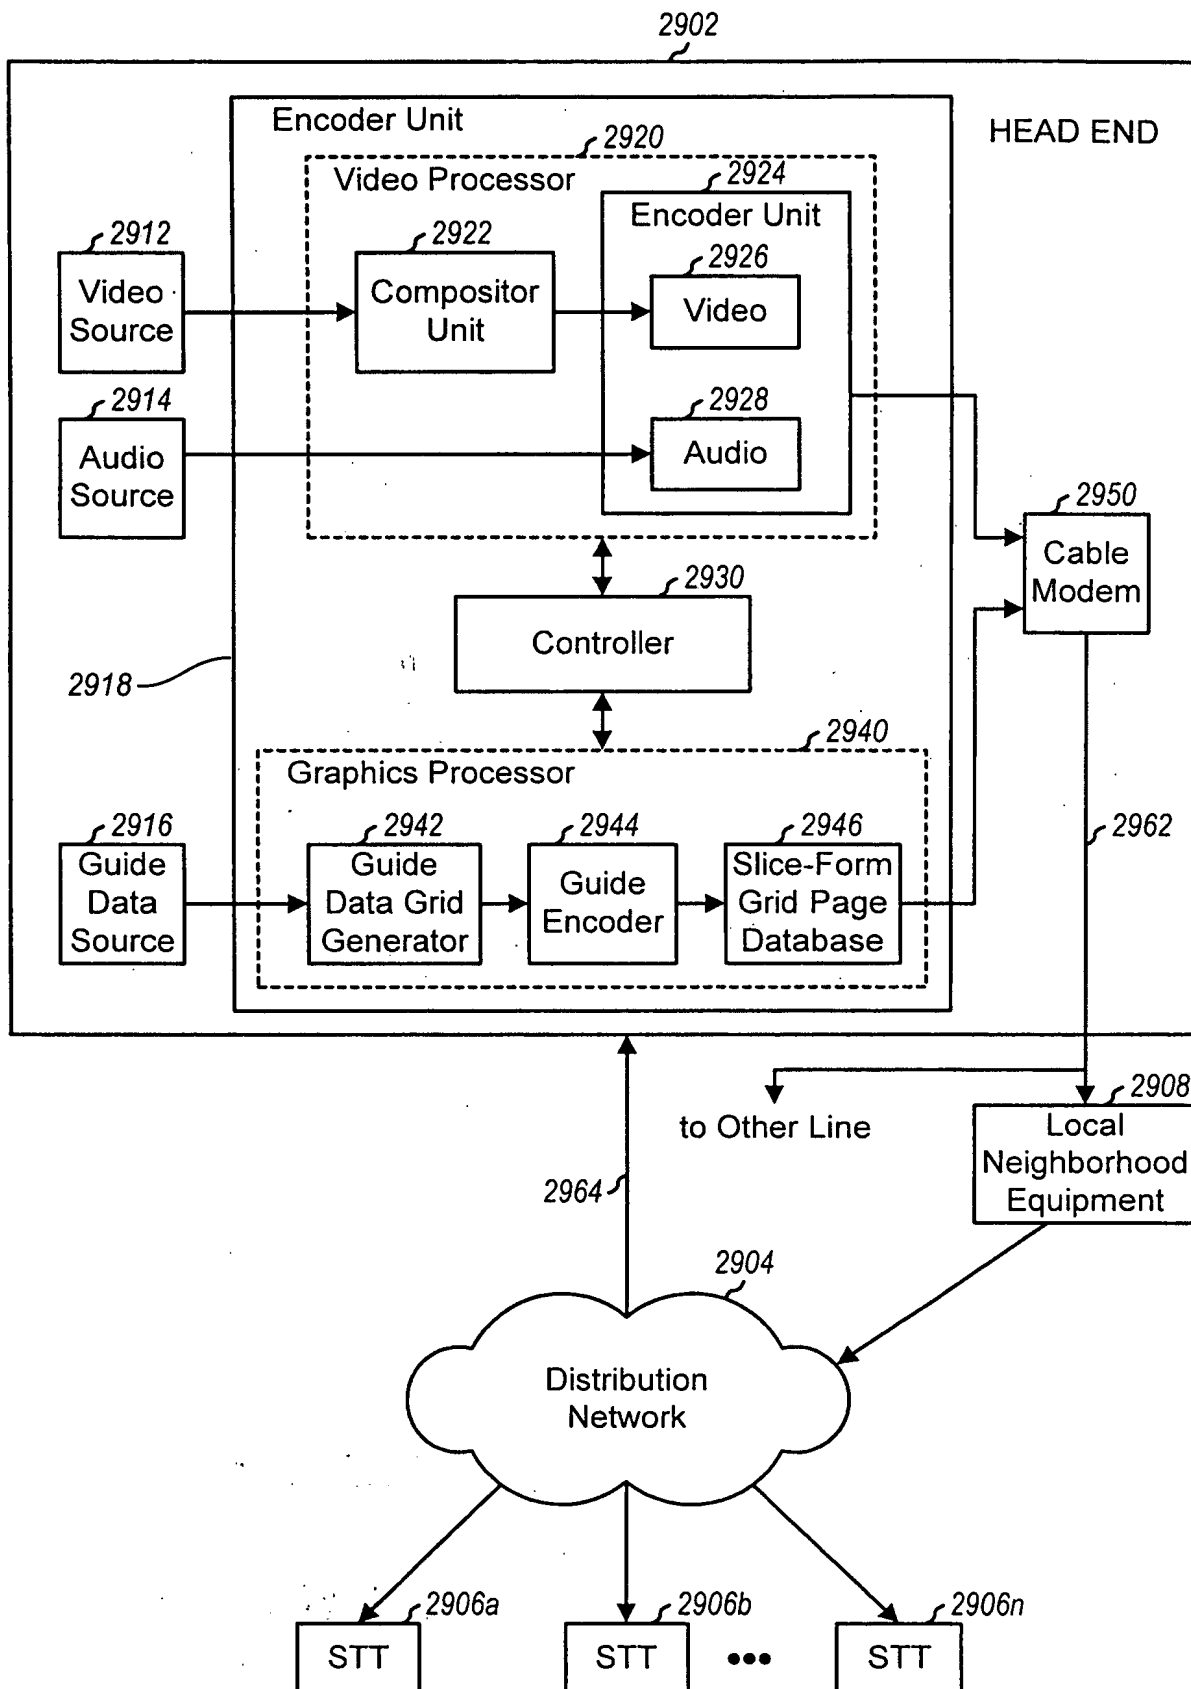 2902
HEAD END
Encoder Unit
2920
Video Processor
2924
Encoder Unit
2912
Video
Source
2922
Compositor
Unit
2926
Video
2914
Audio
Source
2928
Audio
2950
Cable
Modem
2930
Controller
2918
2940
Graphics Processor
2916
Guide
Data
Source
2942
Guide
Data Grid
Generator
2944
Guide
Encoder
2946
Slice-Form
Grid Page
Database
2962
to Other Line
2908
Local
Neighborhood
Equipment
2964
2904
Distribution
Network
2906a
STT
2906b
STT
•••
2906n
STT